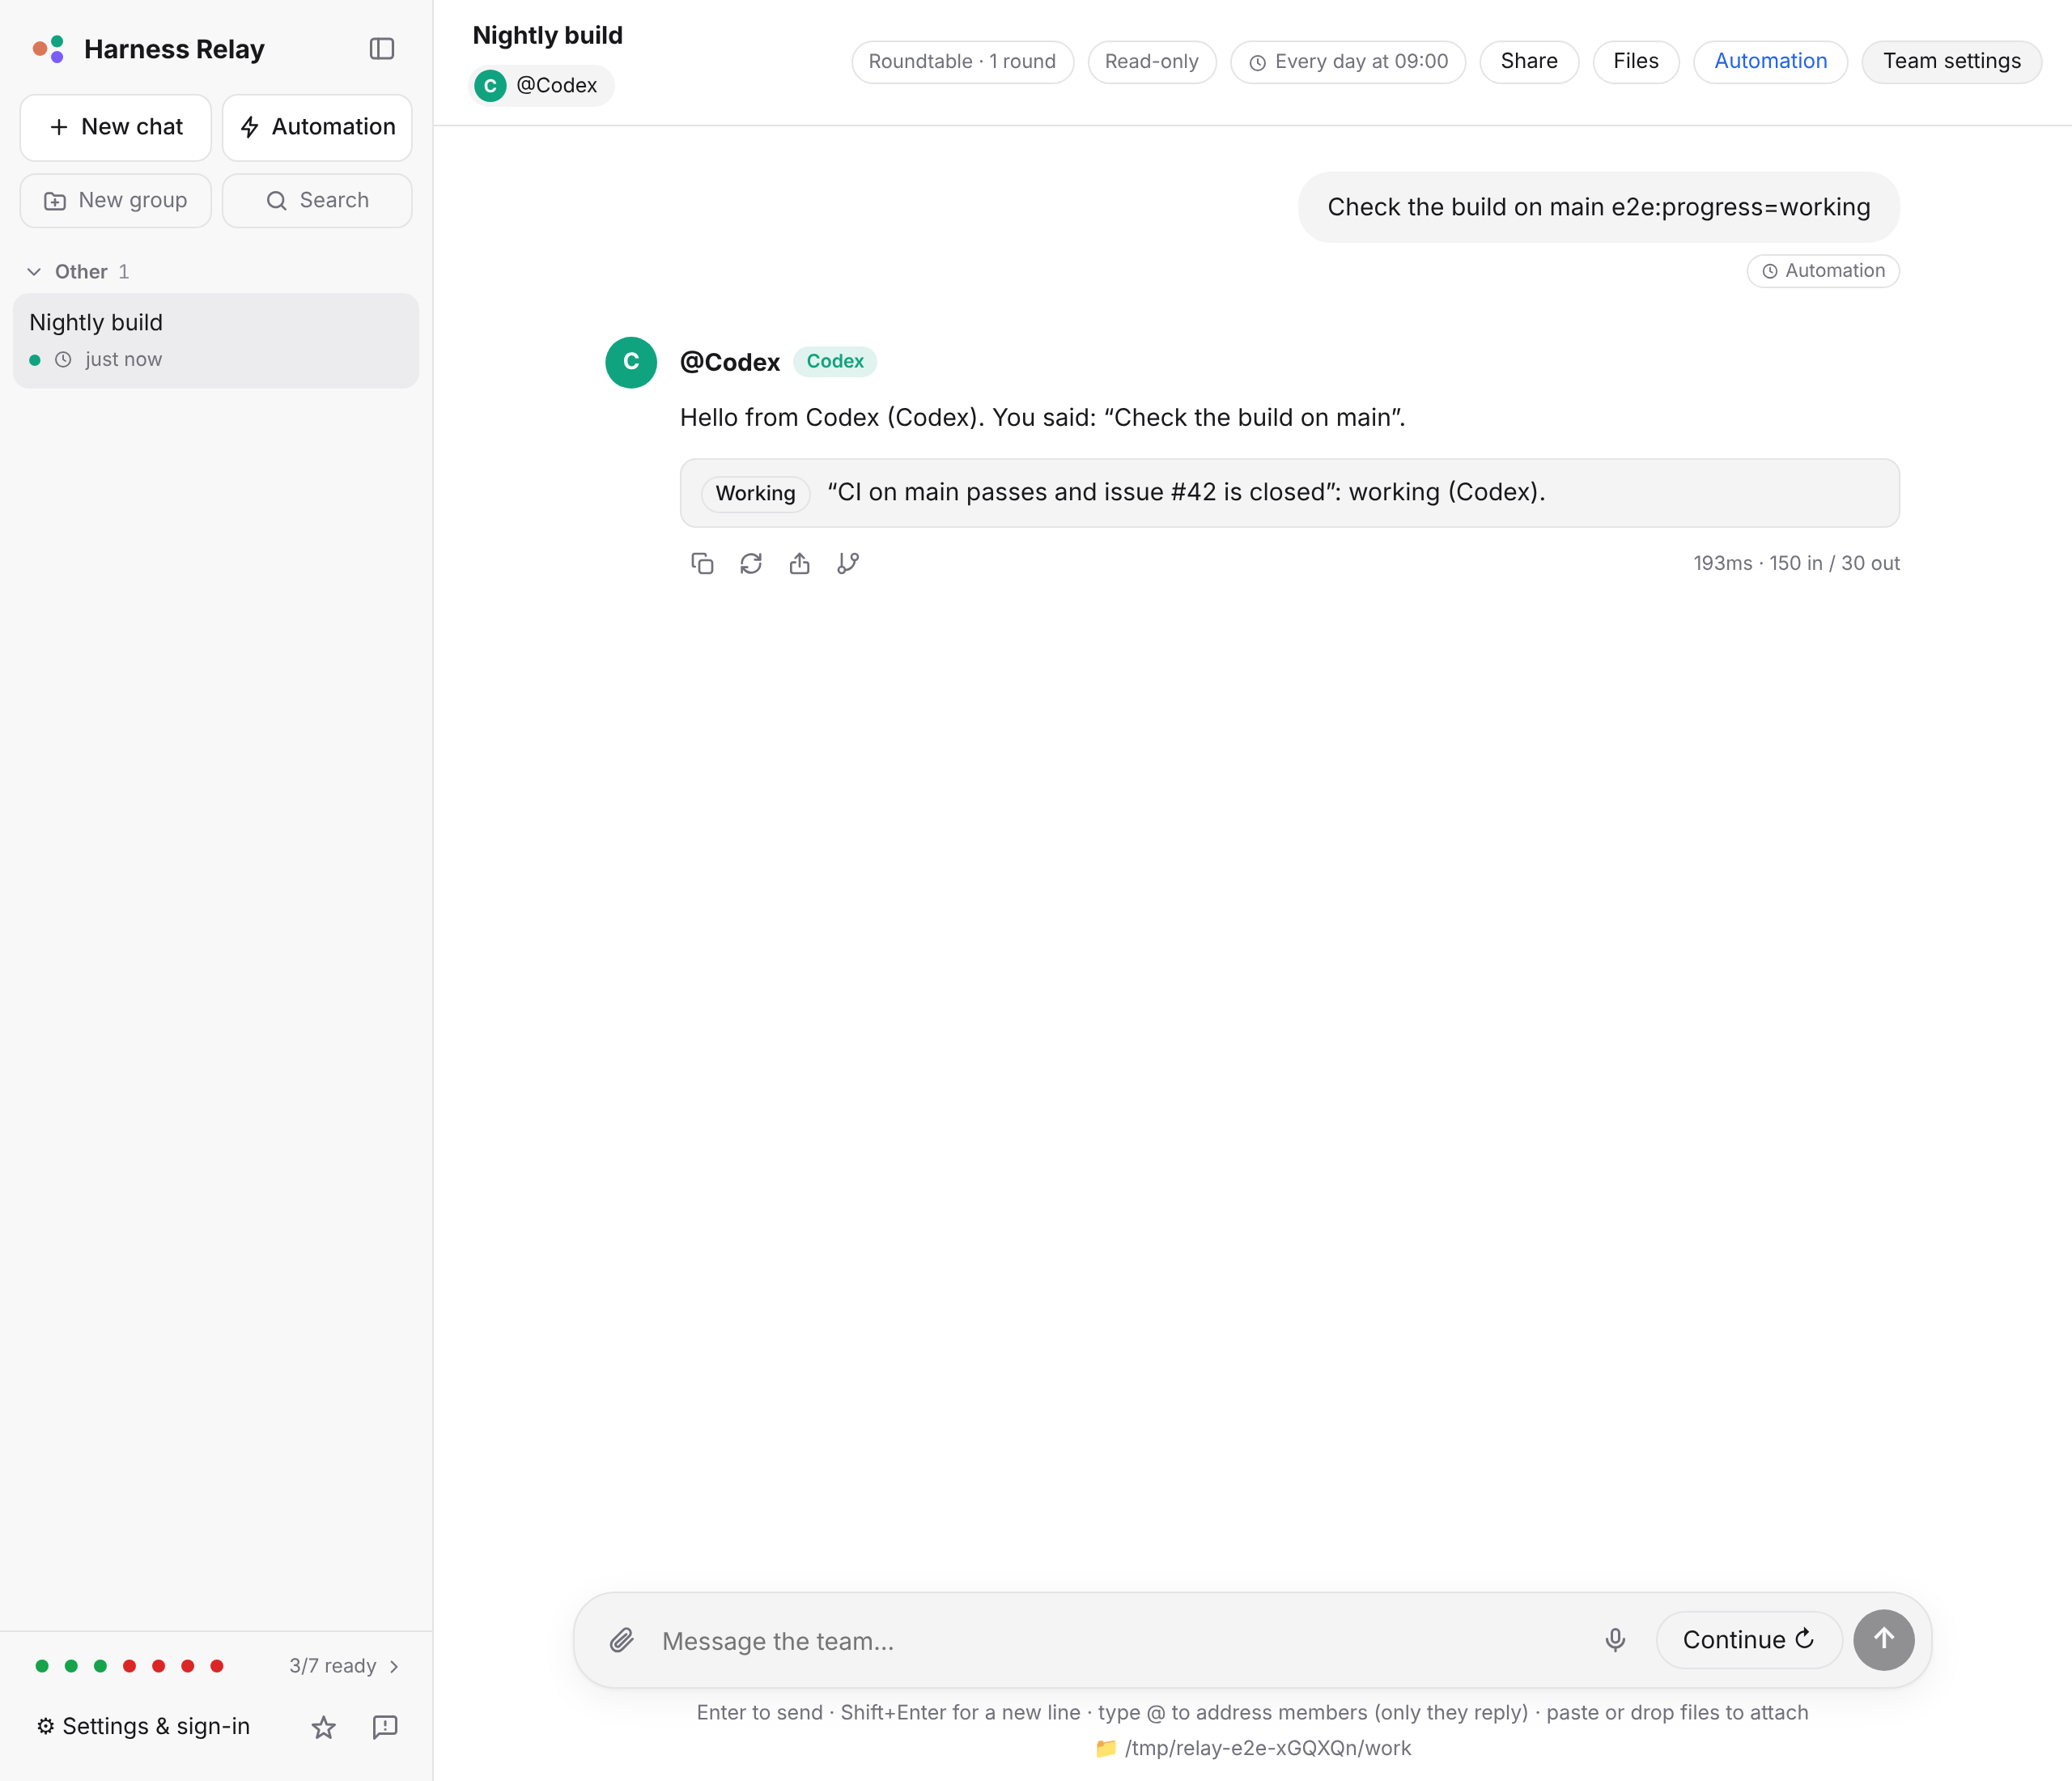 Harness Relay
New chat
Automation
New group
Search
Other 1
Nightly build
just now
3/7 ready
Settings & sign-in
Nightly build
C @Codex
Roundtable · 1 round
Read-only
Every day at 09:00
Share
Files
Automation
Team settings
Check the build on main e2e:progress=working
Automation
C @Codex Codex
Hello from Codex (Codex). You said: “Check the build on main”.
Working “CI on main passes and issue #42 is closed”: working (Codex).
193ms · 150 in / 30 out
Message the team...
Continue
Enter to send · Shift+Enter for a new line · type @ to address members (only they reply) · paste or drop files to attach
/tmp/relay-e2e-xGQXQn/work